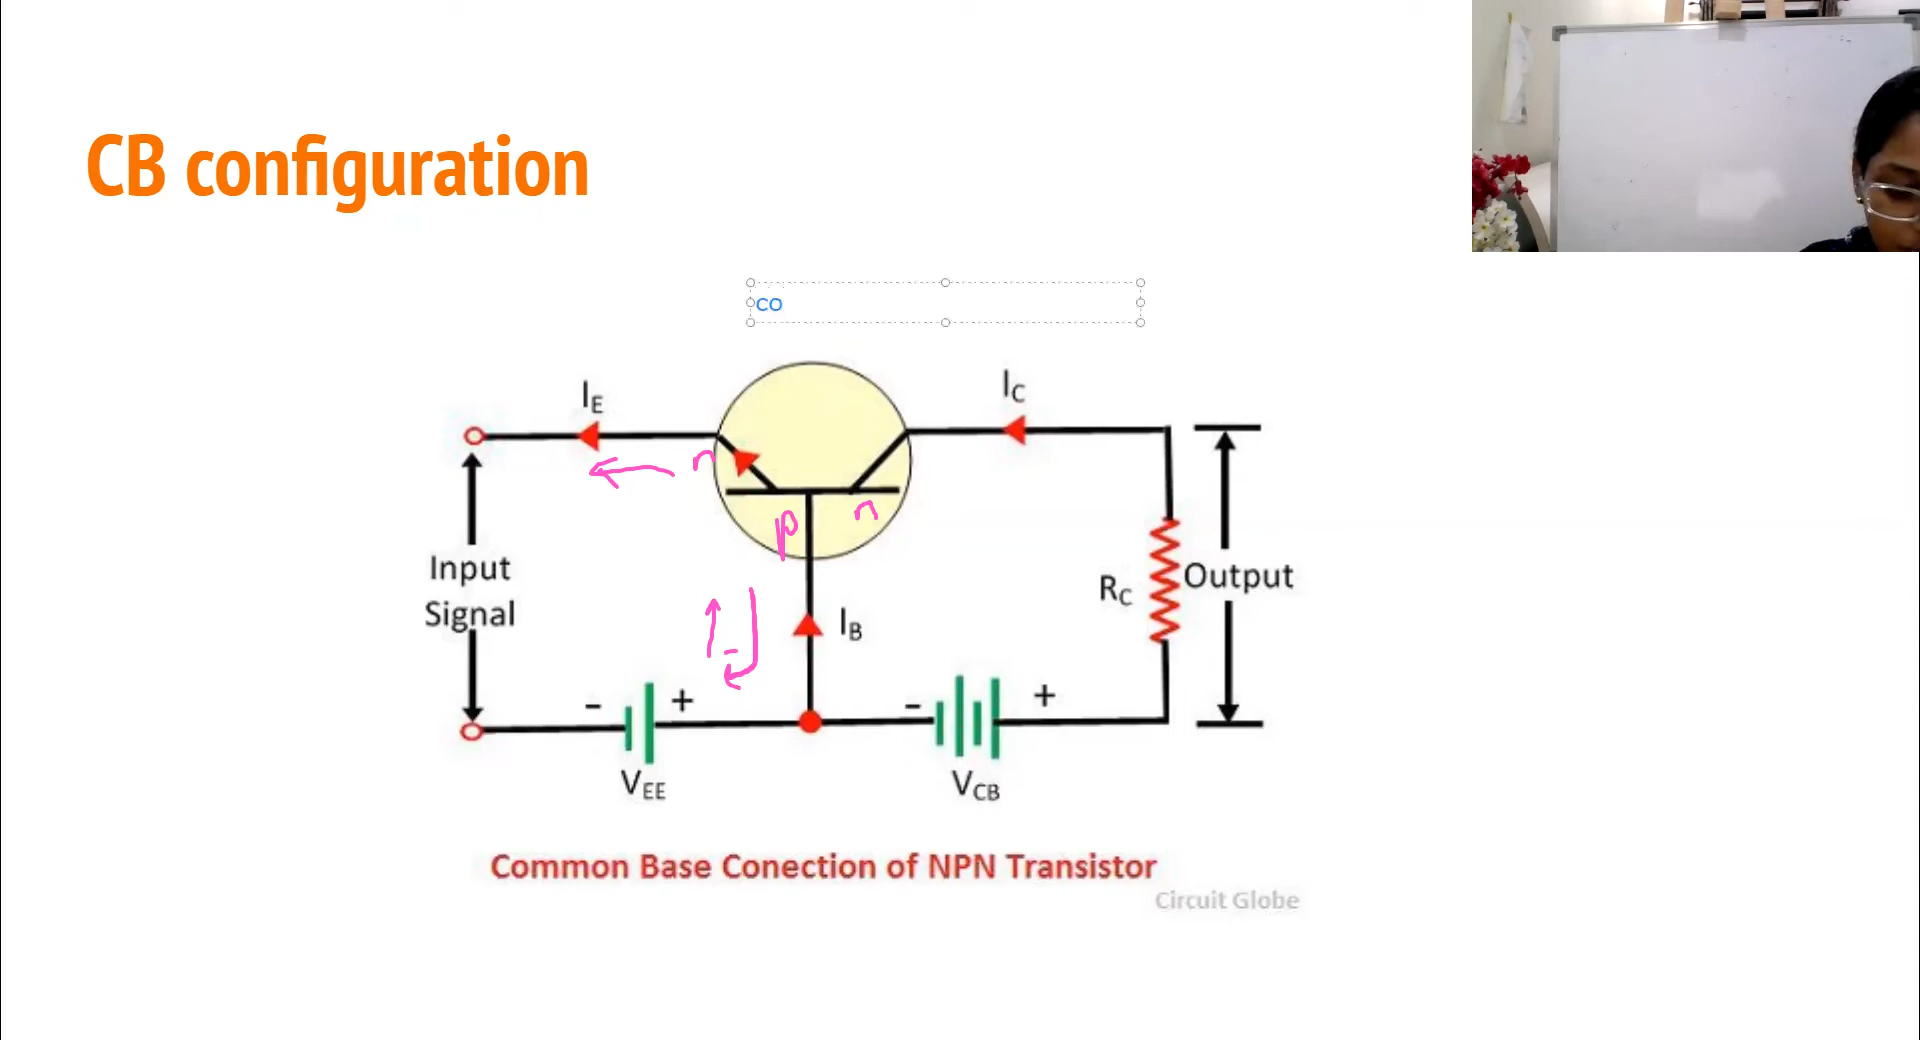 CB configuration
co
IE
IC
n
p
n
Input
Signal
RC
Output
IB
-
- +
- +
VEE
VCB
Common Base Conection of NPN Transistor
Circuit Globe